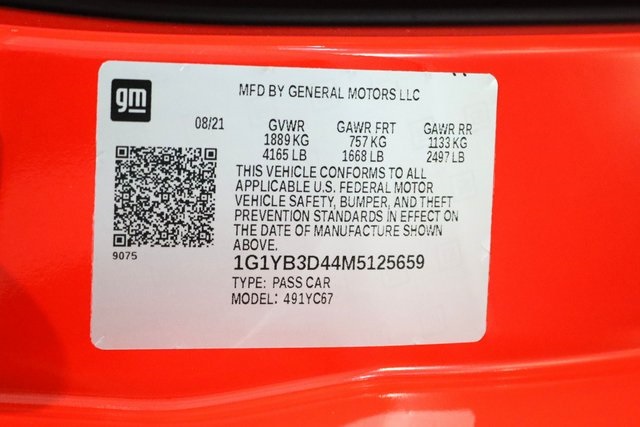 gm
MFD BY GENERAL MOTORS LLC
08/21 GVWR GAWR FRT GAWR RR
1889 KG 757 KG 1133 KG
4165 LB 1668 LB 2497 LB
THIS VEHICLE CONFORMS TO ALL
APPLICABLE U.S. FEDERAL MOTOR
VEHICLE SAFETY, BUMPER, AND THEFT
PREVENTION STANDARDS IN EFFECT ON
THE DATE OF MANUFACTURE SHOWN
ABOVE.
9075
1G1YB3D44M5125659
TYPE: PASS CAR
MODEL: 491YC67